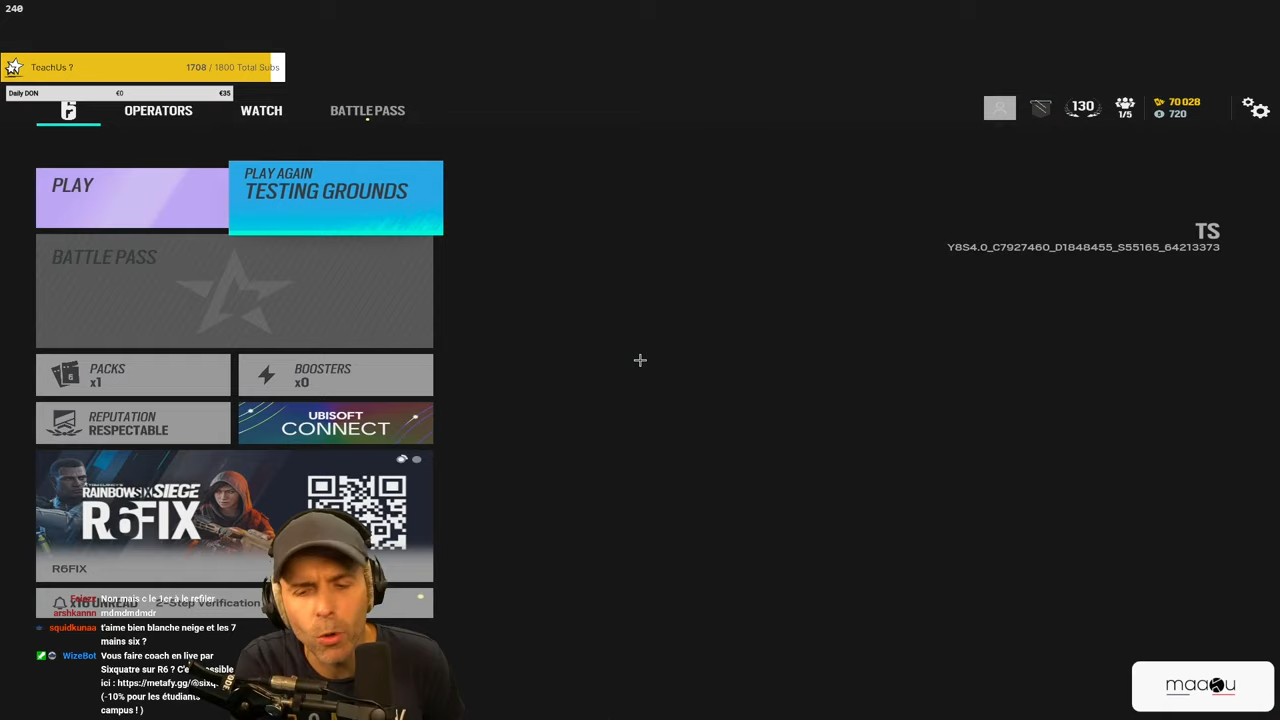 240
TeachUs ? 1708 / 1800 Total Subs
Daily DON €0 €35
OPERATORS WATCH BATTLE PASS 130 1/5 70 028
720
PLAY
PLAY AGAIN
TESTING GROUNDS
TS
Y8S4.0_C7927460_D1848455_S55165_64213373
BATTLE PASS
PACKS
x1
BOOSTERS
x0
REPUTATION
RESPECTABLE
UBISOFT
CONNECT
RAINBOW SIX SIEGE
R6FIX
R6FIX
UNREAD 2-Step Verification
Non mais c le 1er à le refiler
arshkannn mdmdmdmdr
squidkunaa t'aime bien blanche neige et les 7
mains six ?
WizeBot Vous faire coach en live par
Sixquatre sur R6 ?
ici : https://metafy.gg/
(-10% pour les étudiants
campus ! )
maaou